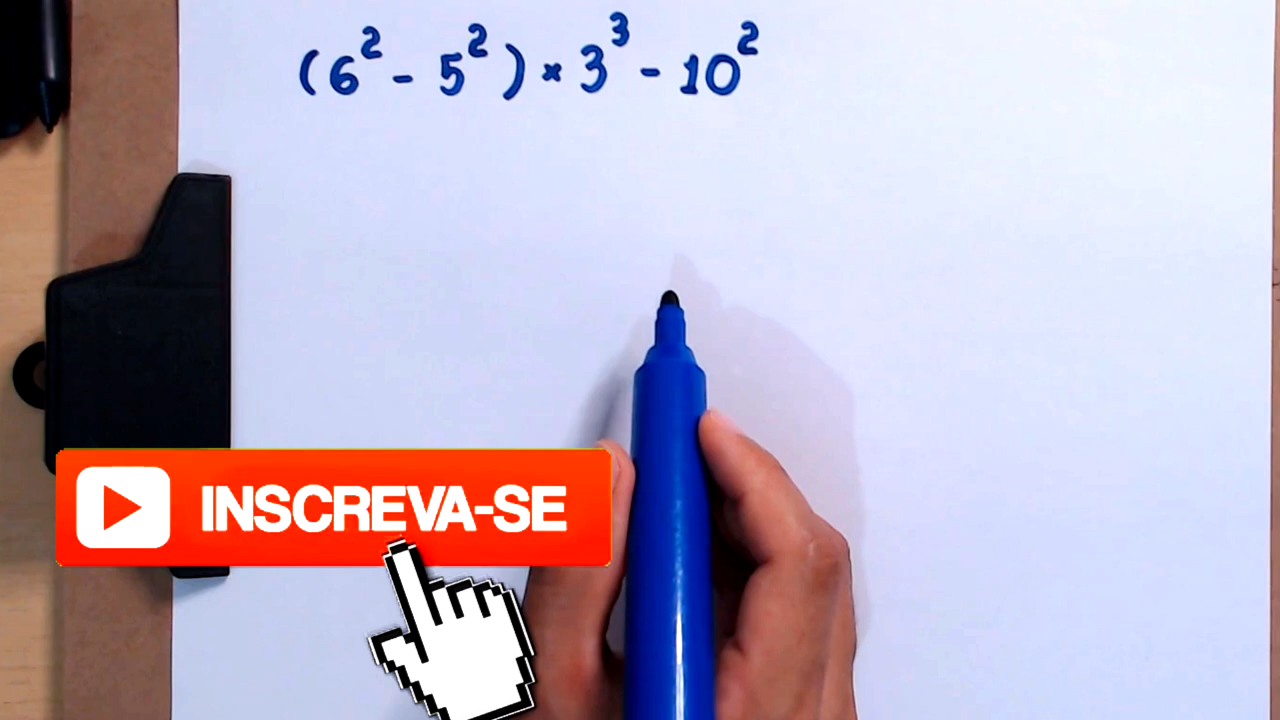 (6² - 5²) × 3³ - 10²
INSCREVA-SE